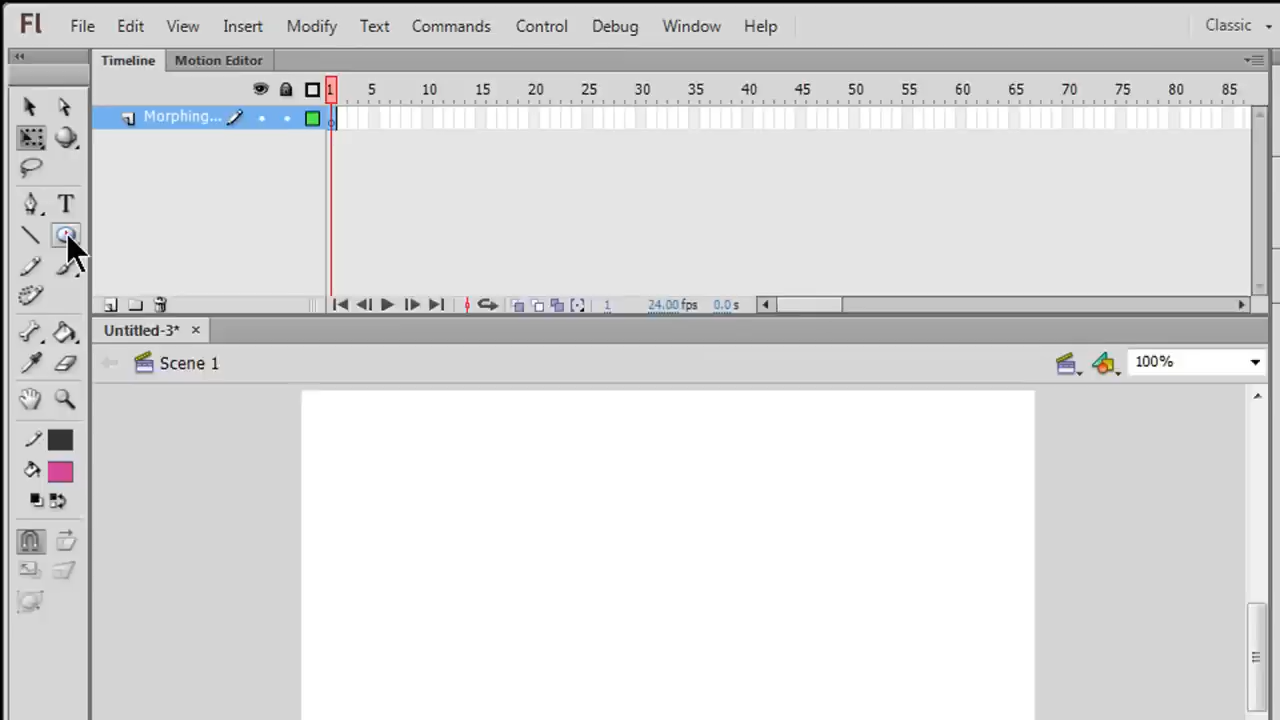 Fl File Edit View Insert Modify Text Commands Control Debug Window Help Classic
Timeline Motion Editor
1 5 10 15 20 25 30 35 40 45 50 55 60 65 70 75 80 85
Morphing...
T
1 24.00 fps 0.0 s
Untitled-3* ×
Scene 1 100%